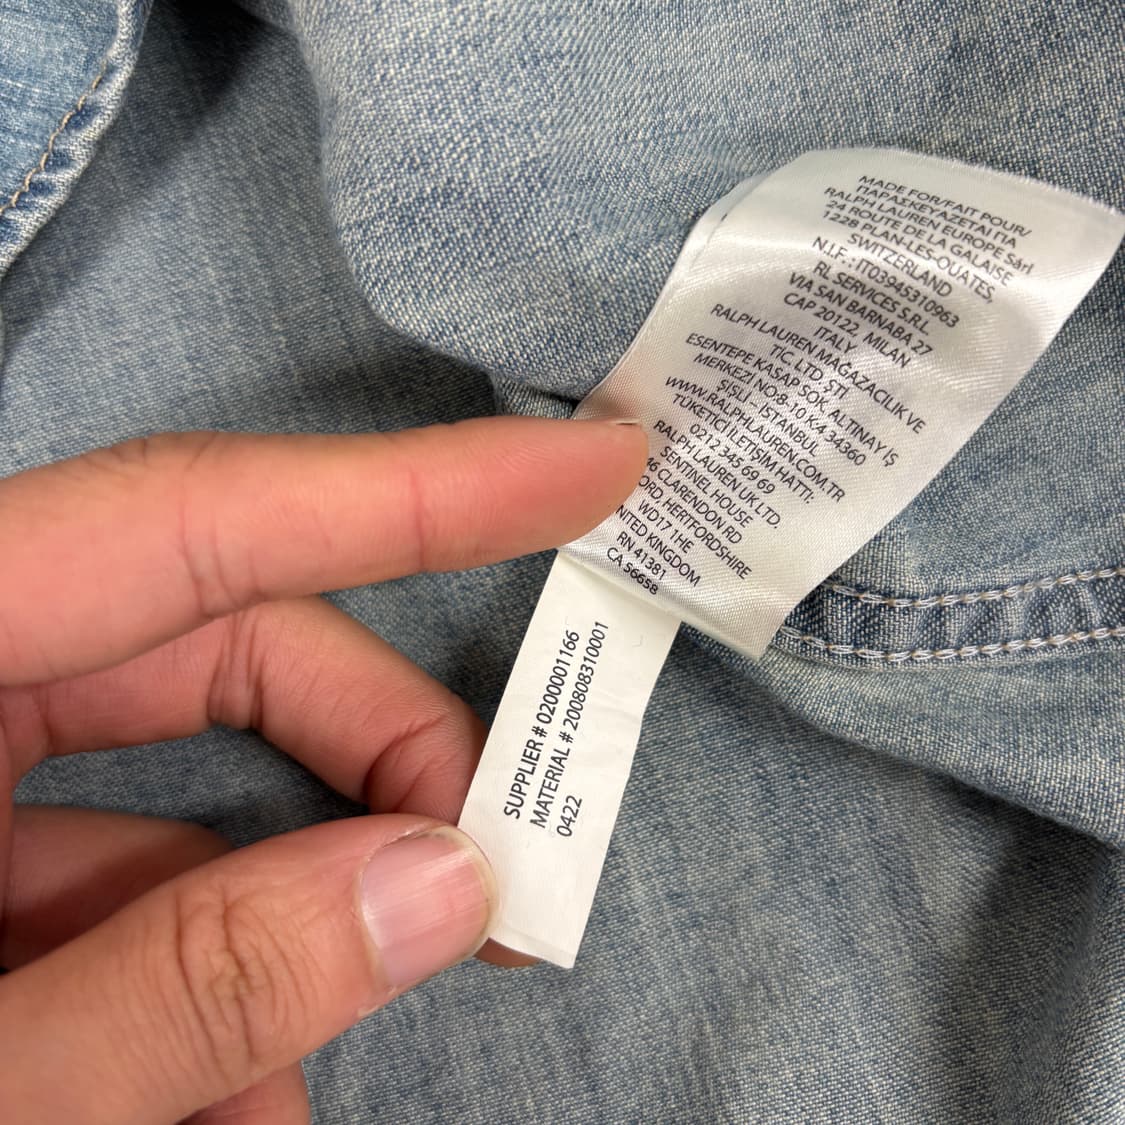 MADE FOR/FAIT POUR/
ΠΑΡΑΣΚΕΥΑΖΕΤΑΙ ΓΙΑ
RALPH LAUREN EUROPE Sàrl
24 ROUTE DE LA GALAISE
1228 PLAN-LES-OUATES,
SWITZERLAND
N.I.F.: IT03945310963
RL SERVICES S.R.L
VIA SAN BARNABA 27
CAP 20122, MILAN
ITALY
RALPH LAUREN MAĞAZACILIK VE
TİC. LTD. ŞTİ
ESENTEPE KASAP SOK. ALTINAY İŞ
MERKEZİ NO:8.10 K:4 34360
ŞİŞLİ - İSTANBUL
WWW.RALPHLAUREN.COM.TR
TÜKETİCİ İLETİŞİM HATTI:
0212 345 69 69
RALPH LAUREN UK LTD,
SENTINEL HOUSE
46 CLARENDON RD
HERTFORDSHIRE
WD17 1HE
KINGDOM
RN 41381
CA 56658
SUPPLIER # 0200001166
MATERIAL # 200808310001
0422